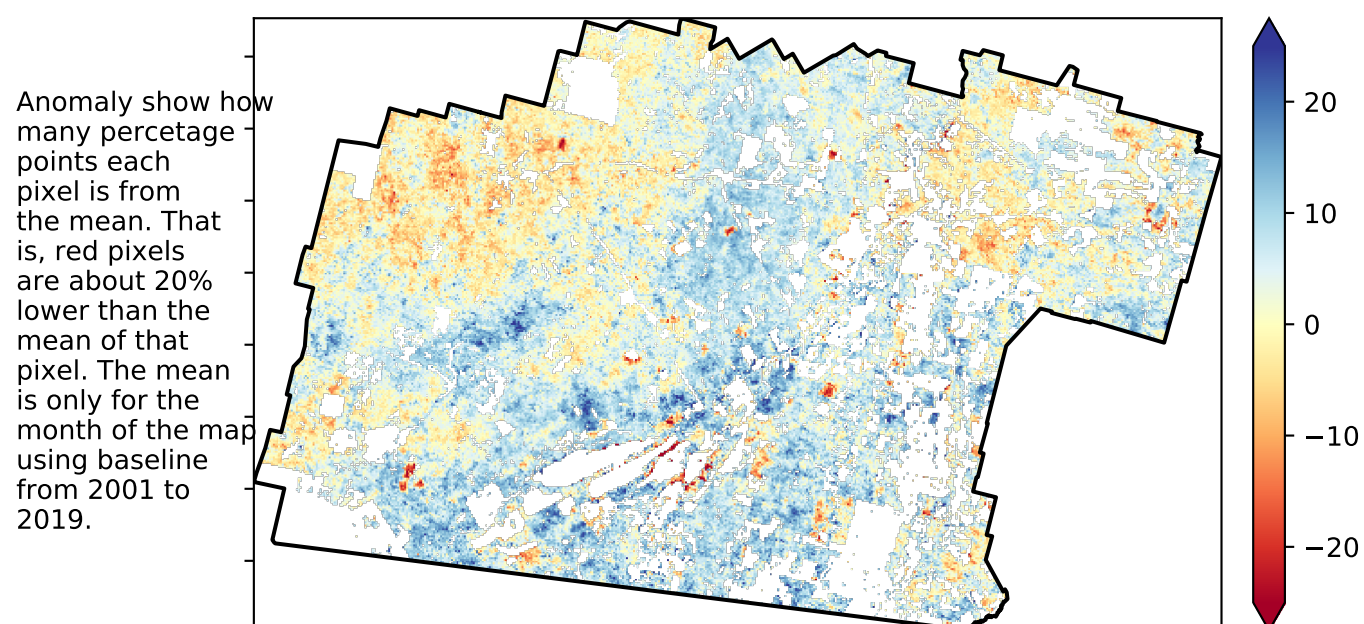 Anomaly show how
many percetage
points each
pixel is from
the mean. That
is, red pixels
are about 20%
lower than the
mean of that
pixel. The mean
is only for the
month of the map
using baseline
from 2001 to
2019.
20
10
0
−10
−20